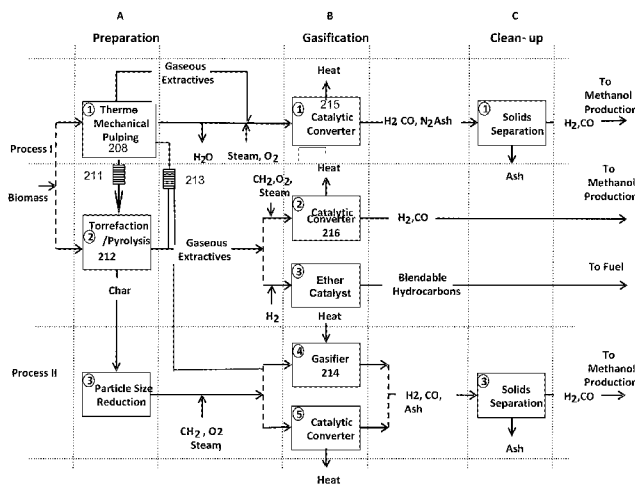 A
B
C
Preparation
Gasification
Clean-up
Gaseous
Extractives
Heat
To
Methanol
Production
1
Thermo
Mechanical
Pulping
208
1
215
Catalytic
Converter
H2, CO, N2Ash
1
Solids
Separation
H2,CO
Process I
H2O
Steam, O2
Ash
211
213
Biomass
Heat
CH2,O2,
Steam
To
Methanol
Production
2
Torrefaction
/Pyrolysis
212
Gaseous
Extractives
2
Catalytic
Converter
216
H2,CO
3
Ether
Catalyst
Blendable
Hydrocarbons
To Fuel
Char
H2
Heat
Process II
3
Particle Size
Reduction
4
Gasifier
214
H2, CO,
Ash
3
Solids
Separation
H2,CO
To
Methanol
Production
CH2 , O2
Steam
5
Catalytic
Converter
Ash
Heat